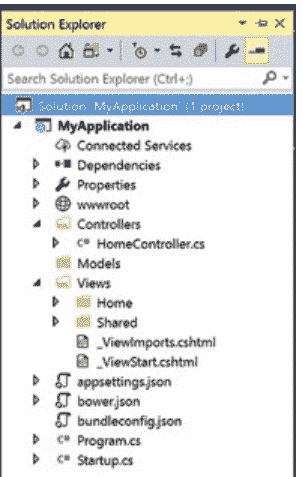 Solution Explorer
Search Solution Explorer (Ctrl+;)
Solution 'MyApplication' (1 project)
MyApplication
Connected Services
Dependencies
Properties
wwwroot
Controllers
C# HomeController.cs
Models
Views
Home
Shared
_ViewImports.cshtml
_ViewStart.cshtml
appsettings.json
bower.json
bundleconfig.json
C# Program.cs
C# Startup.cs